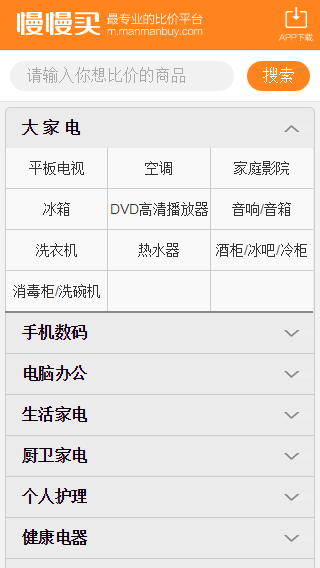 慢慢买 最专业的比价平台
m.manmanbuy.com
APP下载
请输入你想比价的商品 搜索
大 家 电
平板电视 空调 家庭影院
冰箱 DVD高清播放器 音响/音箱
洗衣机 热水器 酒柜/冰吧/冷柜
消毒柜/洗碗机
手机数码
电脑办公
生活家电
厨卫家电
个人护理
健康电器